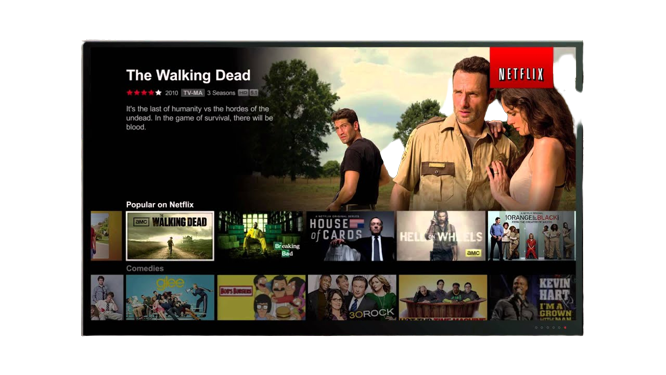 The Walking Dead
2010 TV-MA 3 Seasons HD 5.1
It's the last of humanity vs the hordes of the
undead. In the game of survival, there will be
blood.
NETFLIX
Popular on Netflix
amc THE WALKING DEAD
Breaking
Bad
A NETFLIX ORIGINAL SERIES
HOUSE
of CARDS
HELL ON WHEELS
amc
ORANGE IS THE NEW BLACK
Comedies
glee
BOB'S BURGERS
30 ROCK
KEVIN
HART
I'M A
GROWN